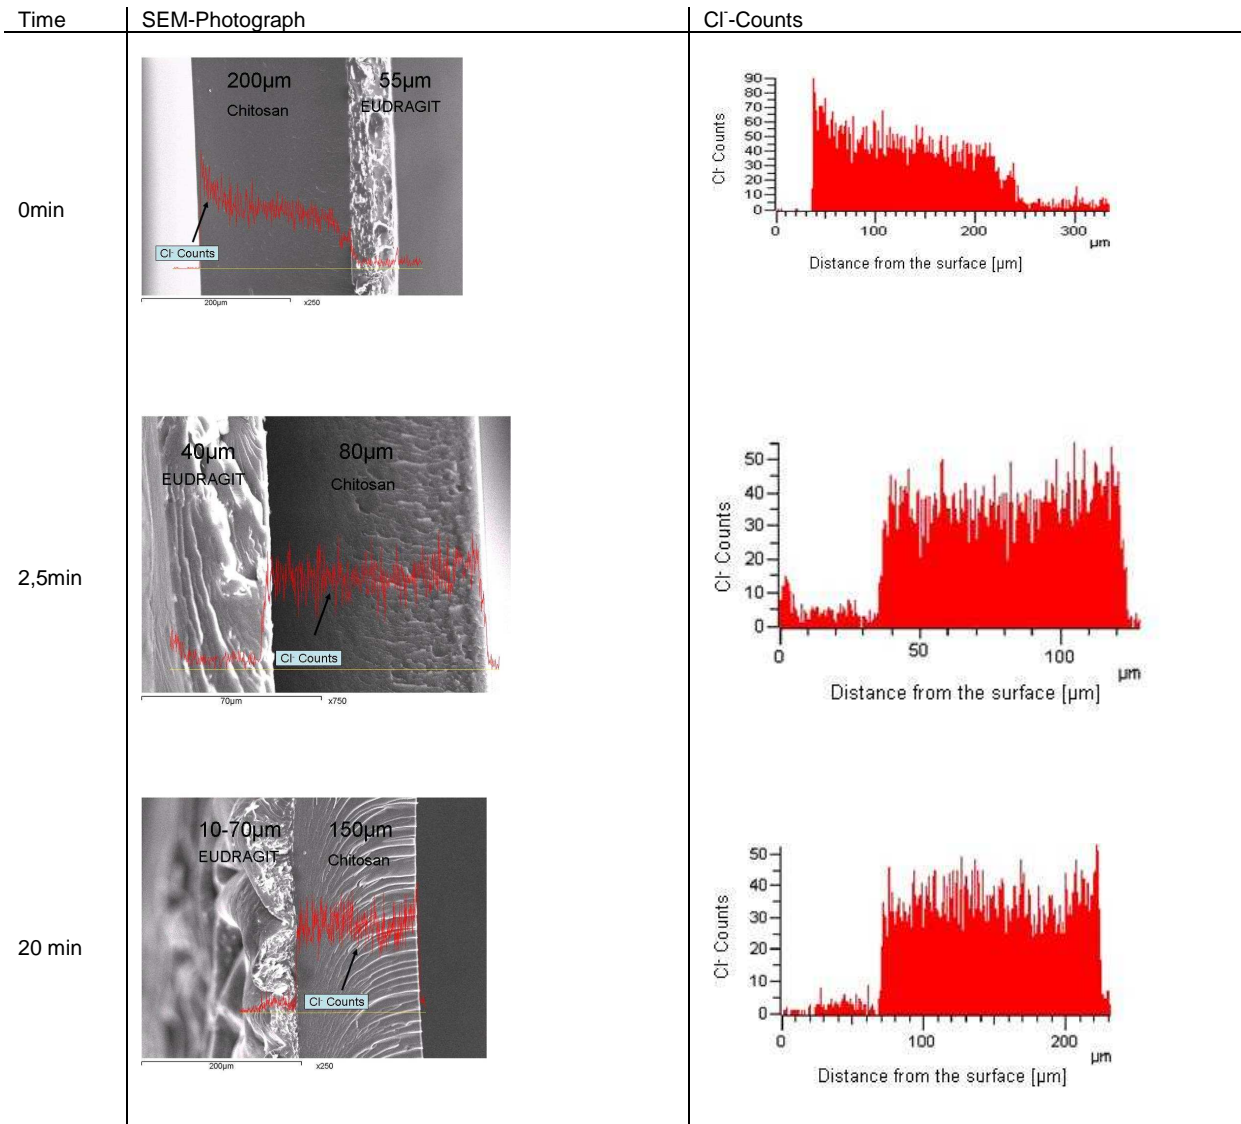 Time SEM-Photograph Cl⁻-Counts
0min
200µm 55µm
Chitosan EUDRAGIT
Cl⁻ Counts
200µm x250
Cl⁻ Counts
90
80
70
60
50
40
30
20
10
0
0 100 200 300
µm
Distance from the surface [µm]
2,5min
40µm 80µm
EUDRAGIT Chitosan
Cl⁻ Counts
70µm x750
Cl⁻ Counts
50
40
30
20
10
0
0 50 100
µm
Distance from the surface [µm]
20 min
10-70µm 150µm
EUDRAGIT Chitosan
Cl⁻ Counts
200µm x250
Cl⁻ Counts
50
40
30
20
10
0
0 100 200
µm
Distance from the surface [µm]